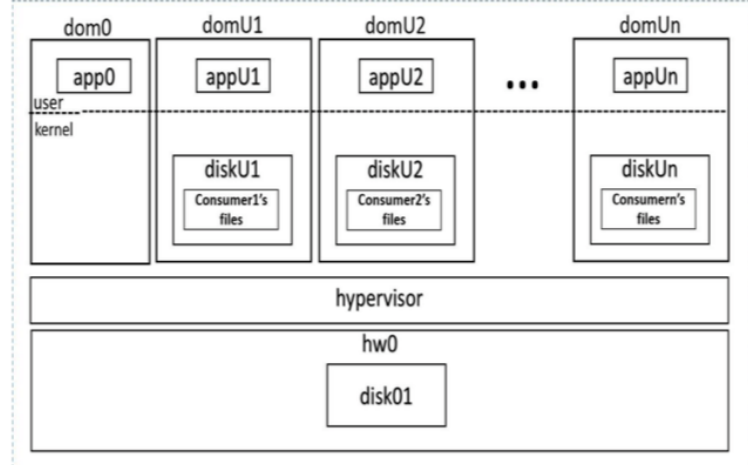 dom0 domU1 domU2 domUn
app0 appU1 appU2 ... appUn
user
kernel
diskU1 diskU2 diskUn
Consumer1's Consumer2's Consumern's
files files files
hypervisor
hw0
disk01